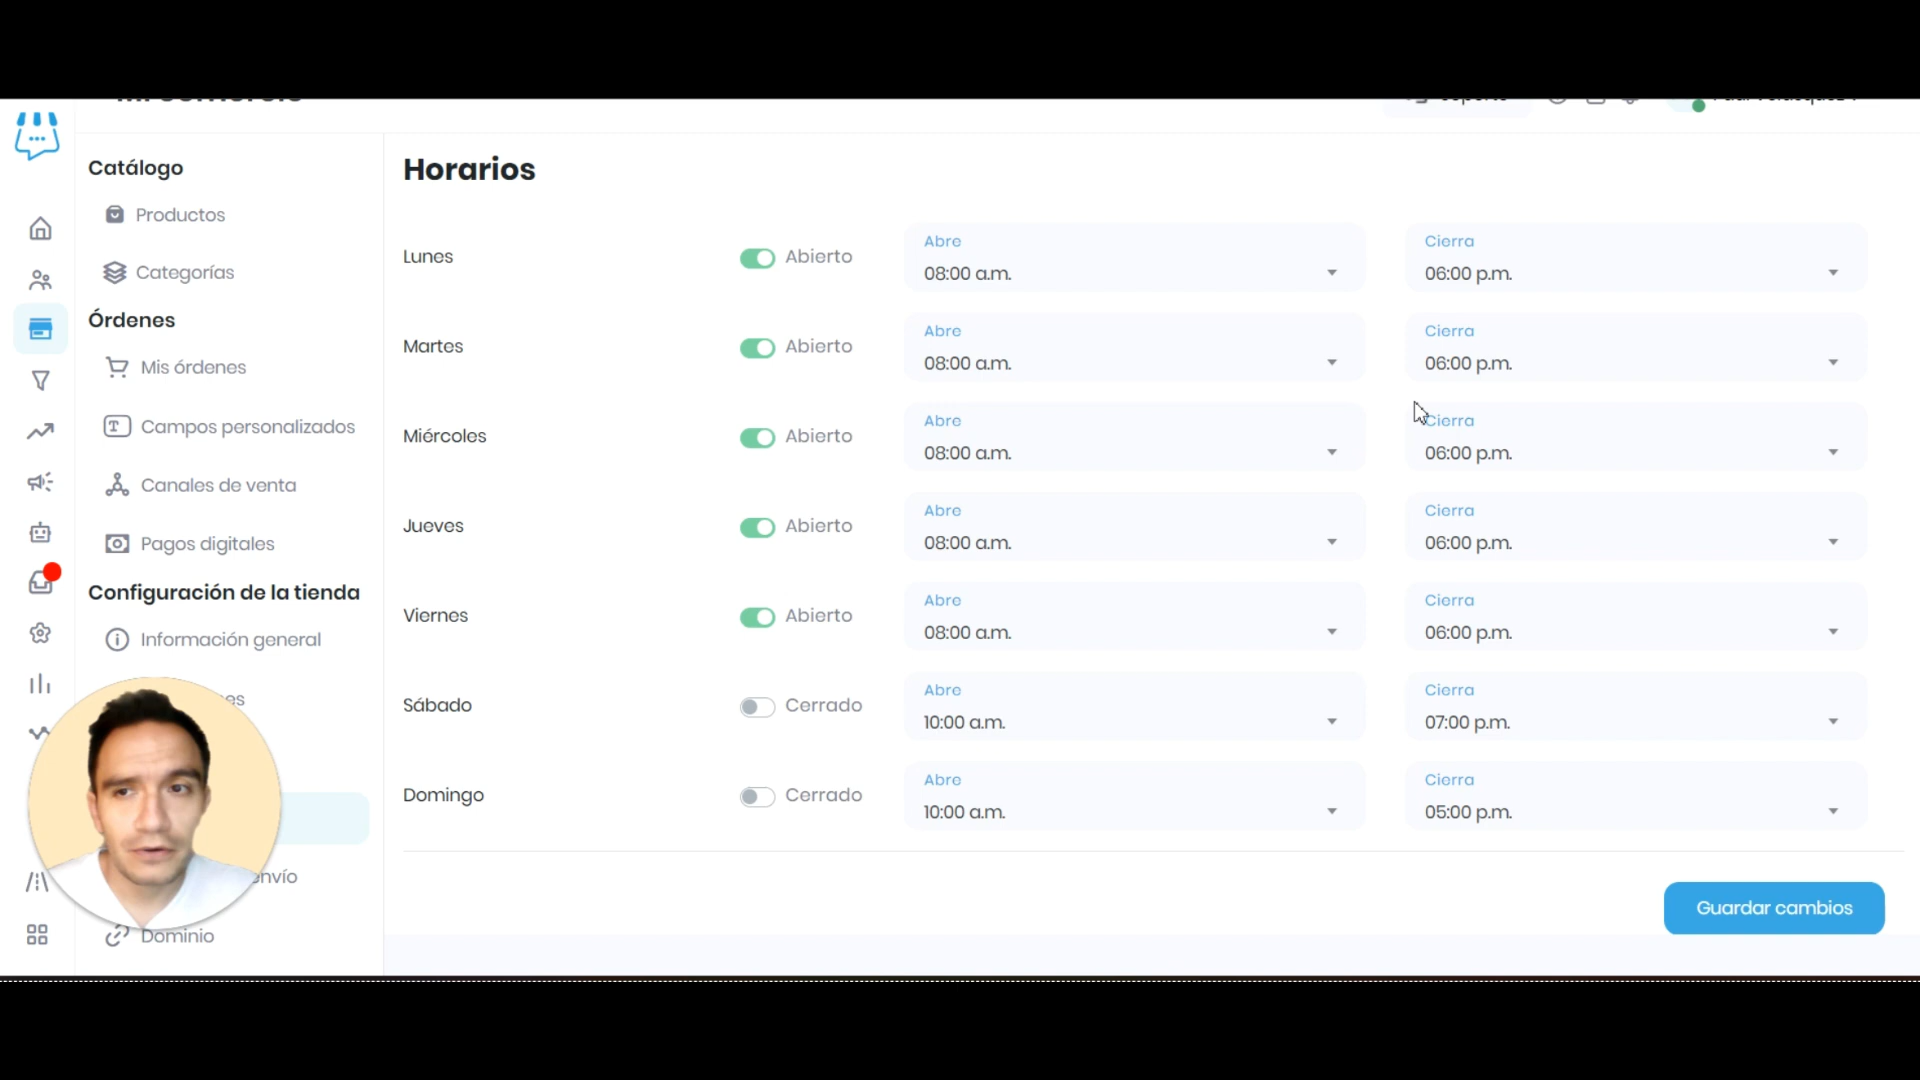 Catálogo
Productos
Categorías
Órdenes
Mis órdenes
Campos personalizados
Canales de venta
Pagos digitales
Configuración de la tienda
Información general
envío
Dominio
Horarios
Lunes
Abierto
Abre
08:00 a.m.
Cierra
06:00 p.m.
Martes
Abierto
Abre
08:00 a.m.
Cierra
06:00 p.m.
Miércoles
Abierto
Abre
08:00 a.m.
Cierra
06:00 p.m.
Jueves
Abierto
Abre
08:00 a.m.
Cierra
06:00 p.m.
Viernes
Abierto
Abre
08:00 a.m.
Cierra
06:00 p.m.
Sábado
Cerrado
Abre
10:00 a.m.
Cierra
07:00 p.m.
Domingo
Cerrado
Abre
10:00 a.m.
Cierra
05:00 p.m.
Guardar cambios